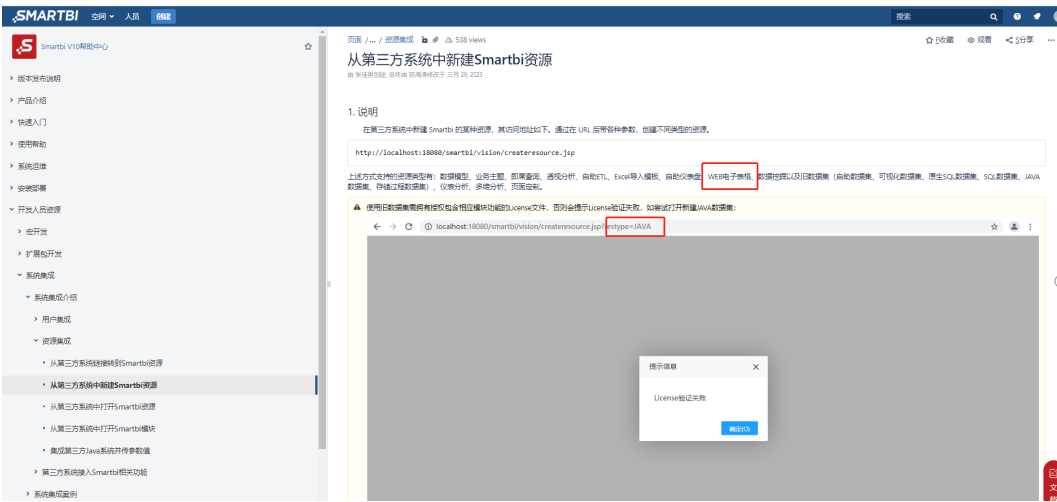 SMARTBI 空间 人员 创建 搜索
Smartbi V10帮助中心
版本发布说明
产品介绍
快速入门
使用帮助
系统运维
安装部署
开发人员资源
宏开发
扩展包开发
系统集成
系统集成介绍
用户集成
资源集成
从第三方系统链接转到Smartbi资源
从第三方系统中新建Smartbi资源
从第三方系统中打开Smartbi资源
从第三方系统中打开Smartbi模块
集成第三方Java系统并传参数值
第三方系统接入Smartbi相关功能
系统集成案例
页面 /... / 资源集成 538 views 收藏 观看 S分享 ...
从第三方系统中新建Smartbi资源
三月 29, 2023
1. 说明
在第三方系统中新建 Smartbi 的某种资源，其访问地址如下。通过在 URL 后带各种参数，创建不同类型的资源。
http://localhost:18080/smartbi/vision/createresource.jsp
上述方式支持的资源类型有：数据模型、业务主题、即席查询、透视分析、自助ETL、Excel导入模板、自助仪表盘、WEB电子表格、数据挖掘以及旧数据集（自助数据集、可视化数据集、原生SQL数据集、SQL数据集、JAVA
数据集、存储过程数据集）、仪表分析、多维分析、页面定制。
使用旧数据集需拥有授权包含相应模块功能的License文件，否则会提示License验证失败，如尝试打开新建JAVA数据集：
localhost:18080/smartbi/vision/createresource.jsp?restype=JAVA
提示信息
License验证失败
确定(O)
文